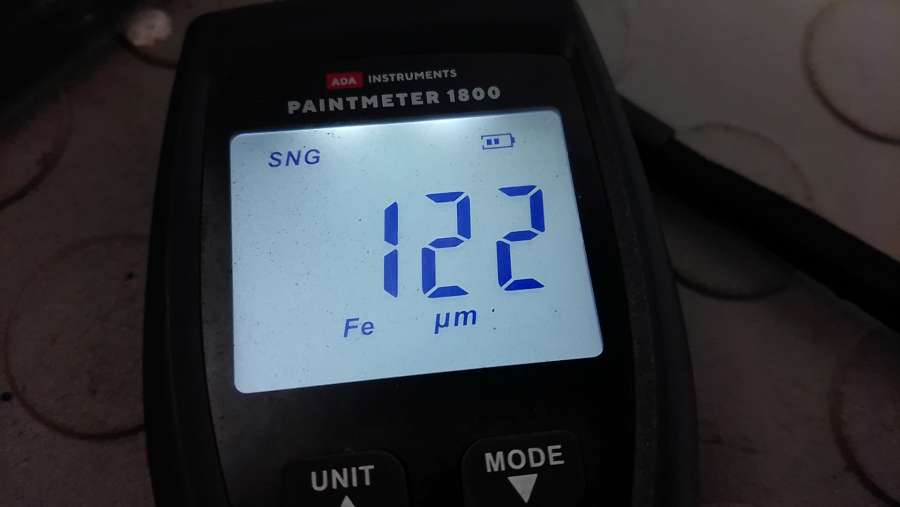 ADA INSTRUMENTS
PAINTMETER 1800
SNG
122
Fe µm
UNIT
MODE